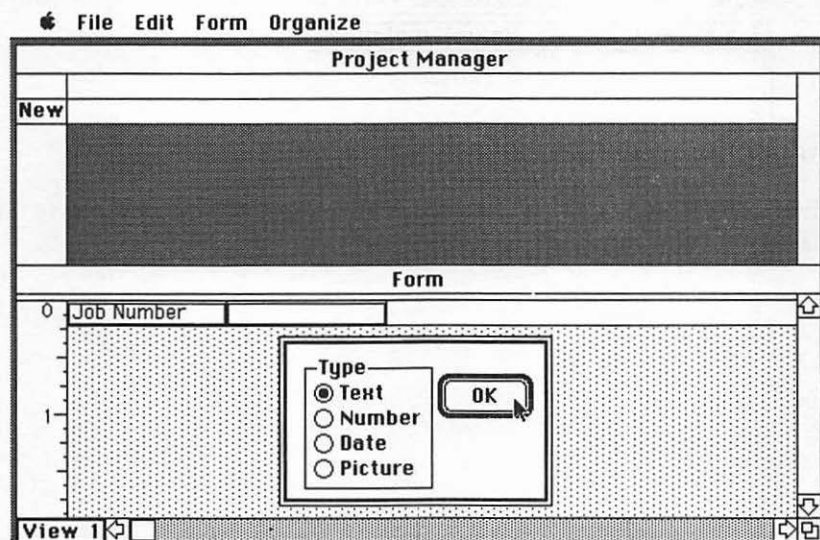 File Edit Form Organize
Project Manager
New
Form
0 Job Number
Type
Text
OK
Number
1
Date
Picture
View 1